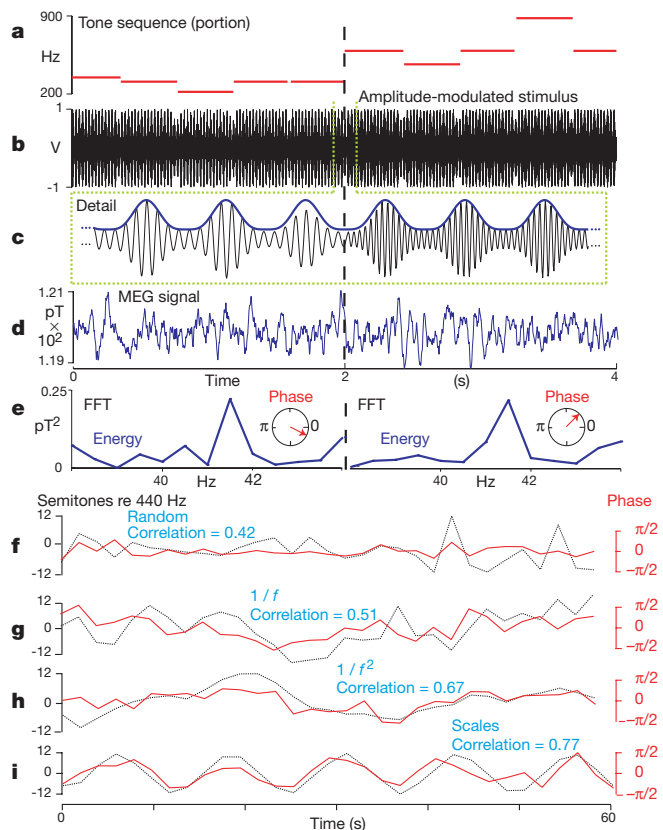 a
900
Tone sequence (portion)
Hz
200
Amplitude-modulated stimulus
b
1
V
-1
c
Detail
d
1.21
pT
×
10²
1.19
MEG signal
0
Time
2
(s)
4
e
0.25
pT²
0
FFT
Energy
Phase
π
0
40
Hz
42
FFT
Phase
π
0
Energy
40
Hz
42
Semitones re 440 Hz
Phase
f
12
0
-12
Random
Correlation = 0.42
π/2
0
-π/2
g
12
0
-12
1 / f
Correlation = 0.51
π/2
0
-π/2
h
12
0
-12
1/f²
Correlation = 0.67
π/2
0
-π/2
i
12
0
-12
Scales
Correlation = 0.77
π/2
0
-π/2
0
Time (s)
60